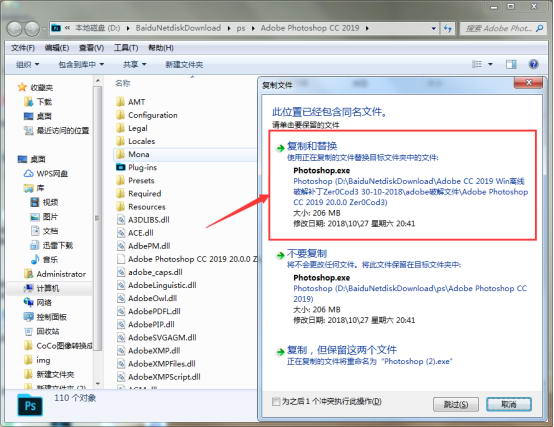 本地磁盘 (D:) ▸ BaiduNetdiskDownload ▸ ps ▸ Adobe Photoshop CC 2019 ▸
搜索 Adobe Phot...
文件(F) 编辑(E) 查看(V) 工具(T) 帮助(H)
组织 包含到库中 共享 新建文件夹
收藏夹
下载
桌面
最近访问的位置
桌面
WPS网盘
库
视频
图片
文档
迅雷下载
音乐
Administrator
计算机
网络
控制面板
回收站
CoCo图像转换成
img
新建文件夹
新建文件夹 (2)
名称
AMT
Configuration
Legal
Locales
Mona
Plug-ins
Presets
Required
Resources
A3DLIBS.dll
ACE.dll
AdbePM.dll
Adobe Photoshop CC 2019 20.0.0 Z
adobe_caps.dll
AdobeLinguistic.dll
AdobeOwl.dll
AdobePDFL.dll
AdobePIP.dll
AdobeSVGAGM.dll
AdobeXMP.dll
AdobeXMPFiles.dll
AdobeXMPScript.dll
AGM.dll
Ps
110 个对象
复制文件
此位置已经包含同名文件。
请单击要保留的文件
复制和替换
使用正在复制的文件替换目标文件夹中的文件:
Photoshop.exe
Photoshop (D:\BaiduNetdiskDownload\Adobe CC 2019 Win离线
破解补丁Zer0Cod3 30-10-2018\adobe破解文件\Adobe Photoshop
CC 2019 20.0.0 Zer0Cod3)
大小: 206 MB
修改日期: 2018\10\27 星期六 20:41
不要复制
将不会更改任何文件。将此文件保留在目标文件夹中:
Photoshop.exe
Photoshop (D:\BaiduNetdiskDownload\ps\Adobe Photoshop CC
2019)
大小: 206 MB
修改日期: 2018\10\27 星期六 20:41
复制，但保留这两个文件
正在复制的文件将重命名为 "Photoshop (2).exe"
为之后 1 个冲突执行此操作(D)
跳过(S)
取消